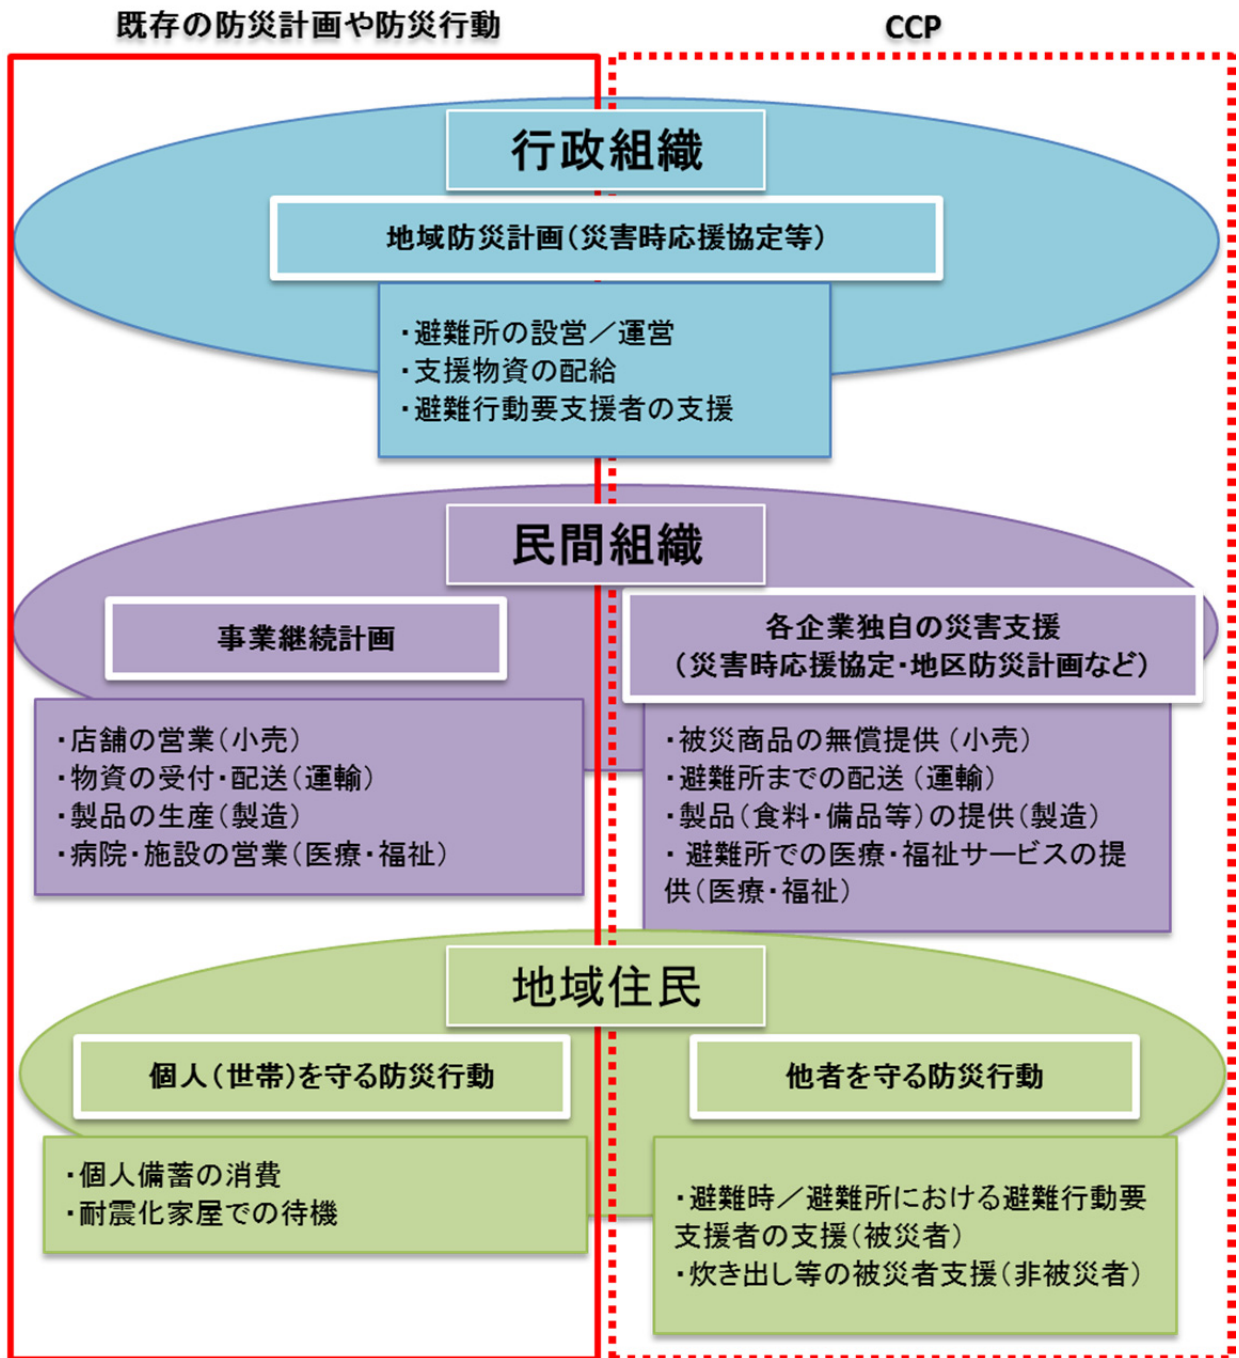 既存の防災計画や防災行動
CCP
行政組織
地域防災計画(災害時応援協定等)
・避難所の設営／運営
・支援物資の配給
・避難行動要支援者の支援
民間組織
事業継続計画
・店舗の営業(小売)
・物資の受付・配送(運輸)
・製品の生産(製造)
・病院・施設の営業(医療・福祉)
各企業独自の災害支援
(災害時応援協定・地区防災計画など)
・被災商品の無償提供 (小売)
・避難所までの配送 (運輸)
・製品(食料・備品等)の提供(製造)
・ 避難所での医療・福祉サービスの提
供(医療・福祉)
地域住民
個人(世帯)を守る防災行動
・個人備蓄の消費
・耐震化家屋での待機
他者を守る防災行動
・避難時／避難所における避難行動要
支援者の支援(被災者)
・炊き出し等の被災者支援(非被災者)